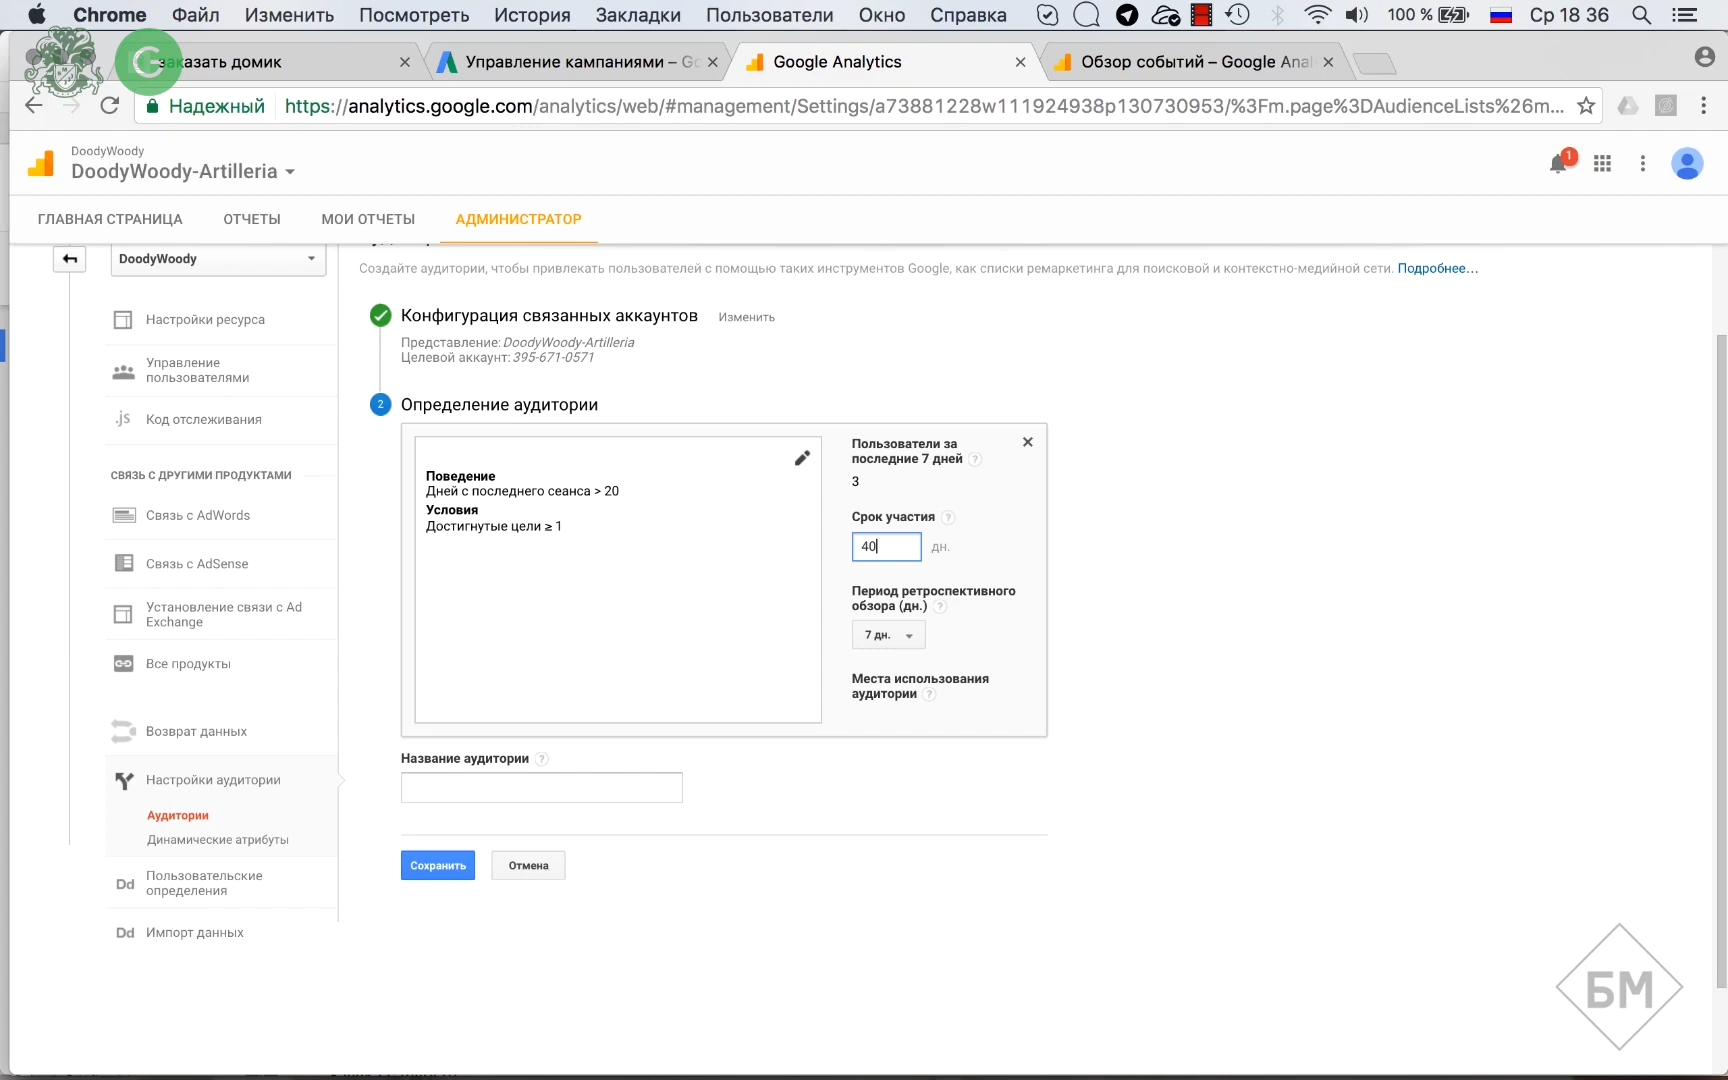 Chrome Файл Изменить Посмотреть История Закладки Пользователи Окно Справка 100 % Ср 18 36
заказать домик
Управление кампаниями – Go
Google Analytics
Обзор событий – Google Anal
Надежный https://analytics.google.com/analytics/web/#management/Settings/a73881228w111924938p130730953/%3Fm.page%3DAudienceLists%26m...
DoodyWoody
DoodyWoody-Artilleria
1
ГЛАВНАЯ СТРАНИЦА ОТЧЕТЫ МОИ ОТЧЕТЫ АДМИНИСТРАТОР
DoodyWoody
Настройки ресурса
Управление
пользователями
.js Код отслеживания
СВЯЗЬ С ДРУГИМИ ПРОДУКТАМИ
Связь с AdWords
Связь с AdSense
Установление связи с Ad
Exchange
Все продукты
Возврат данных
Настройки аудитории
Аудитории
Динамические атрибуты
Dd Пользовательские
определения
Dd Импорт данных
Создайте аудитории, чтобы привлекать пользователей с помощью таких инструментов Google, как списки ремаркетинга для поисковой и контекстно-медийной сети. Подробнее…
Конфигурация связанных аккаунтов Изменить
Представление: DoodyWoody-Artilleria
Целевой аккаунт: 395-671-0571
2 Определение аудитории
Поведение
Дней с последнего сеанса > 20
Условия
Достигнутые цели ≥ 1
Пользователи за
последние 7 дней ?
3
Срок участия ?
40 дн.
Период ретроспективного
обзора (дн.) ?
7 дн.
Места использования
аудитории ?
Название аудитории ?
Сохранить Отмена
БМ